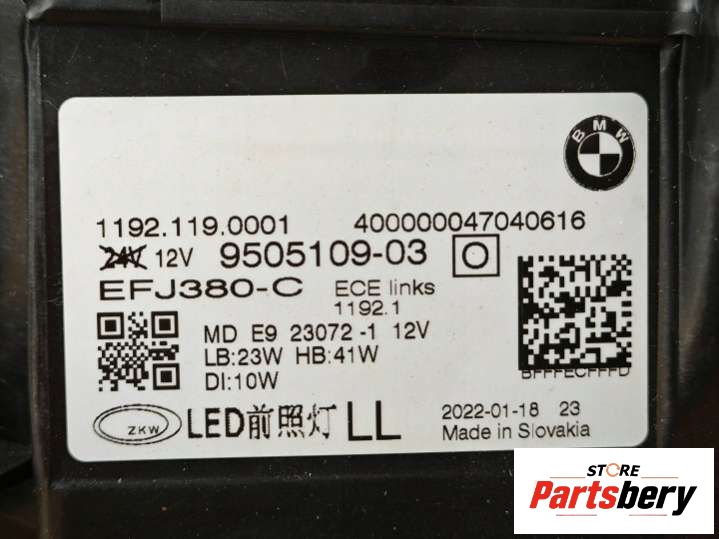 BMW
1192.119.0001 400000047040616
24V 12V 9505109-03 O
EFJ380-C ECE links
1192.1
MD E9 23072 -1 12V
LB:23W HB:41W
DI:10W
BFFFECFFFD
ZKW LED前照灯 LL
2022-01-18 23
Made in Slovakia
STORE
Partsbery